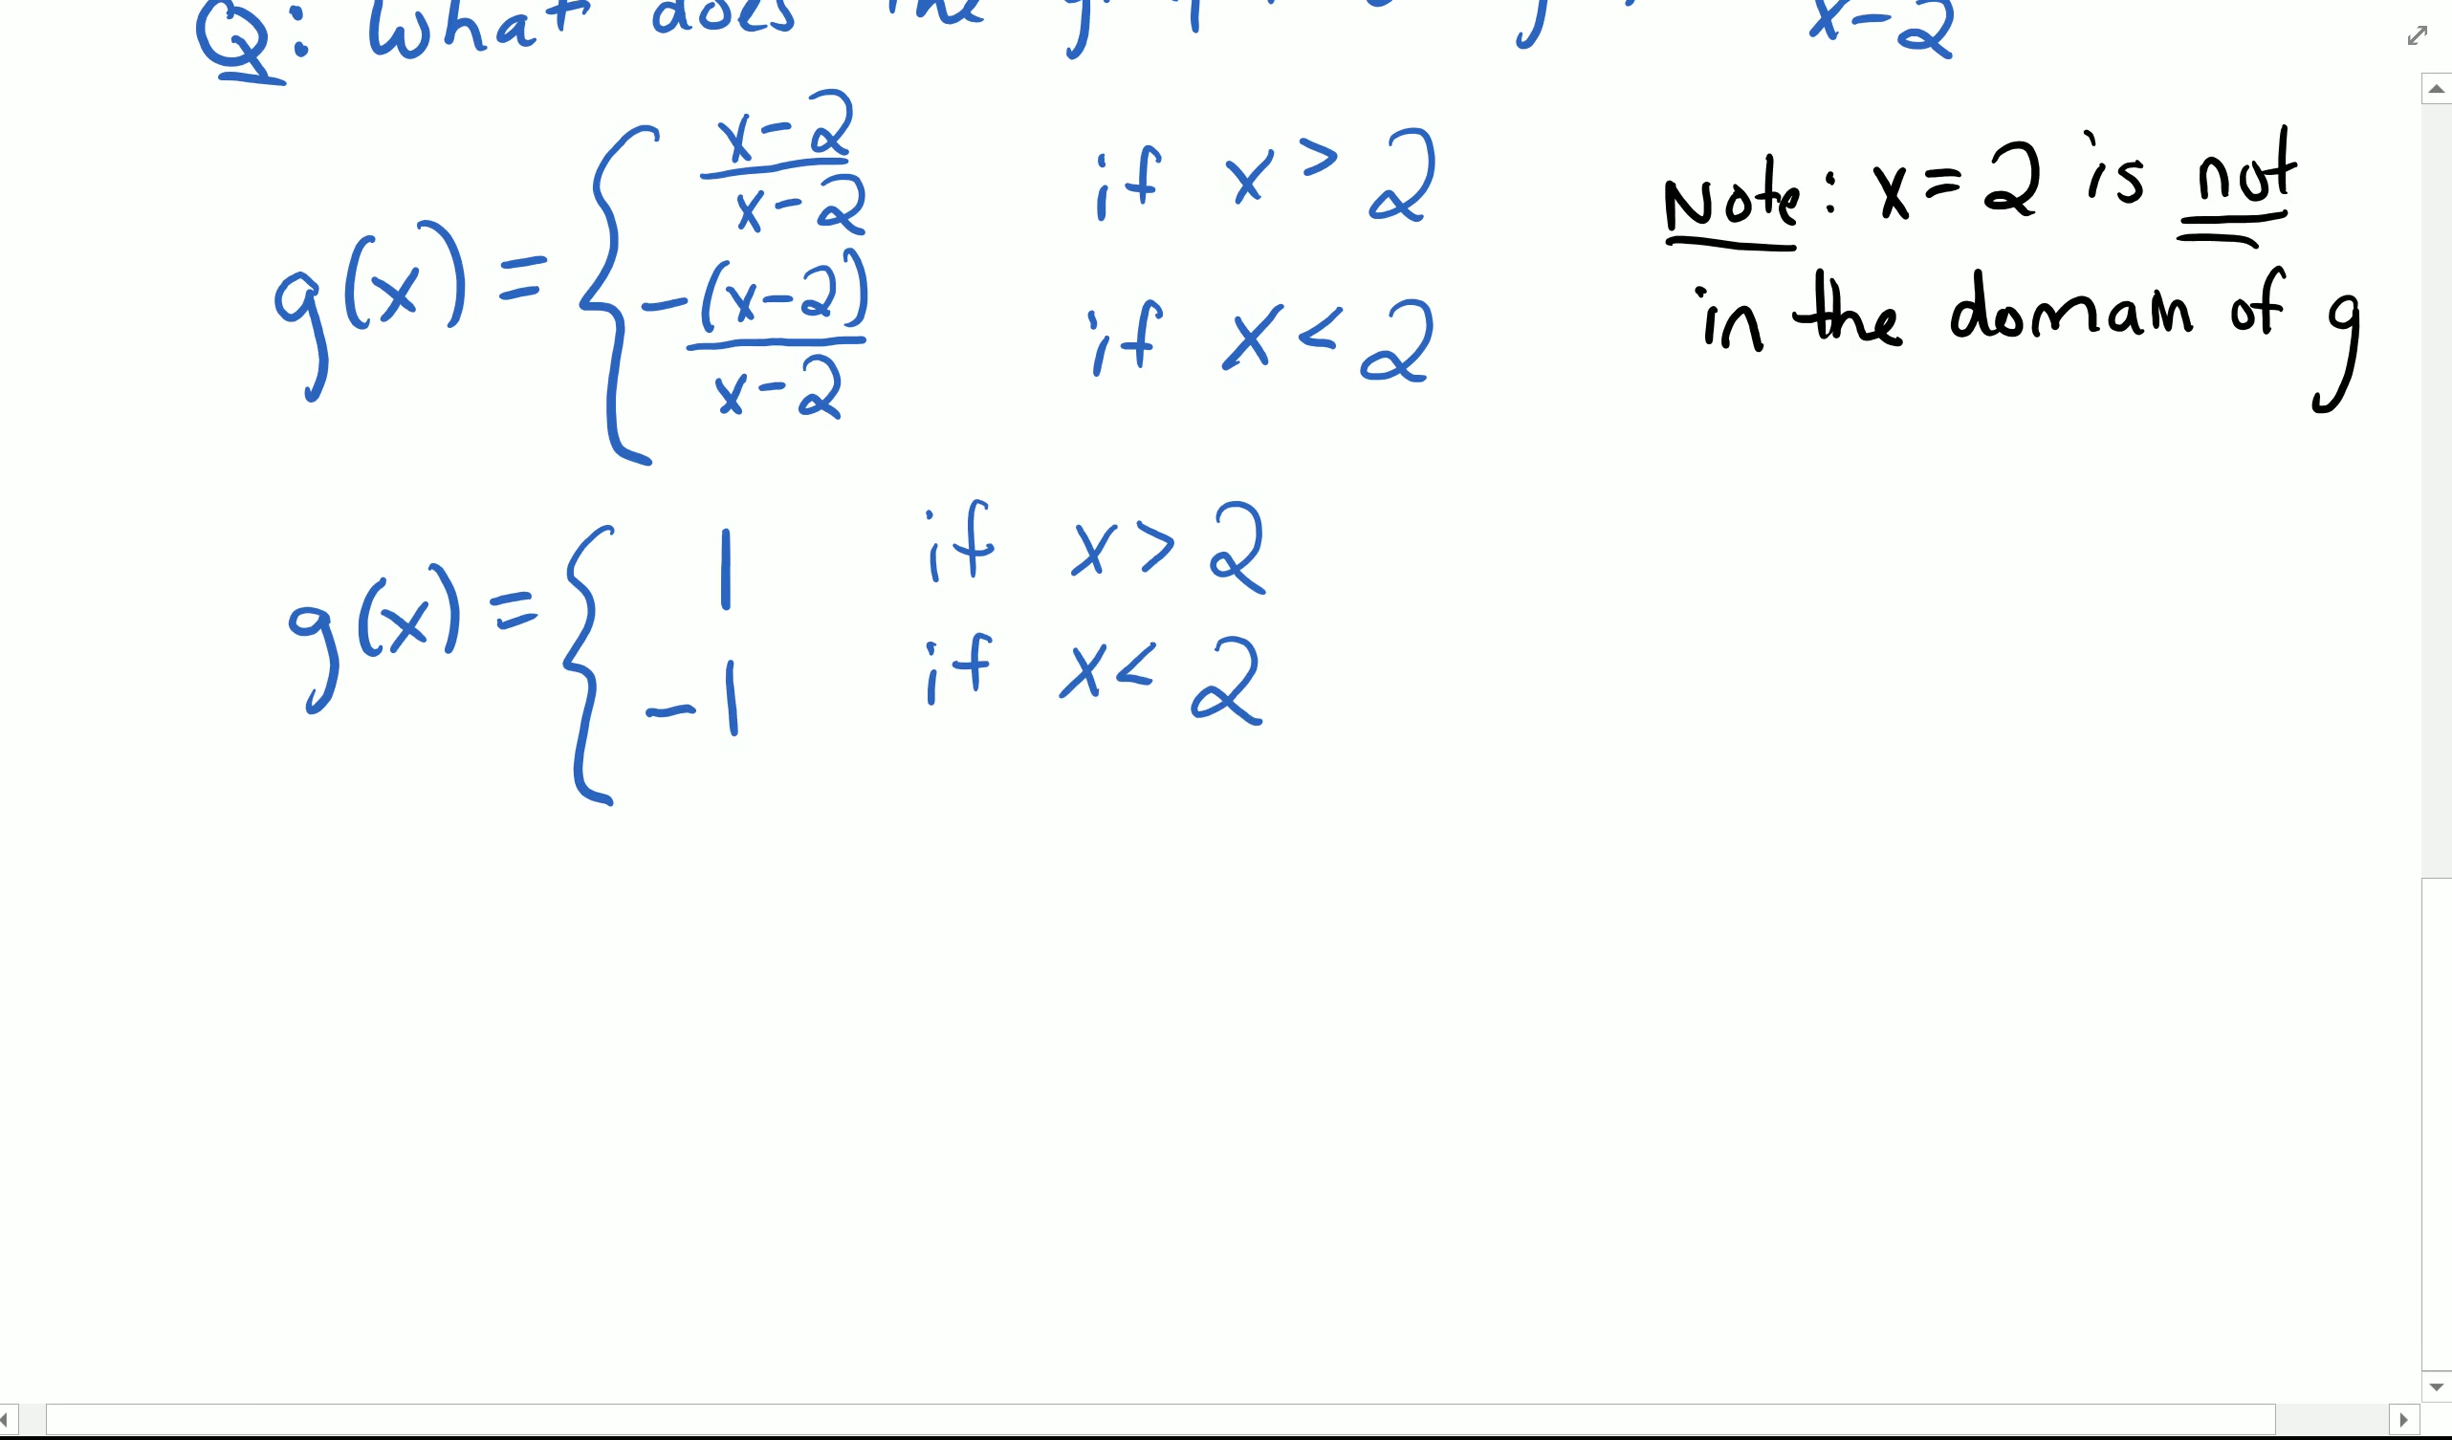 Q: What does
x-2
g(x) = { x-2 / x-2 if x > 2
-(x-2) / x-2 if x < 2
Note: x=2 is not
in the domain of g
g(x) = { 1 if x > 2
-1 if x < 2